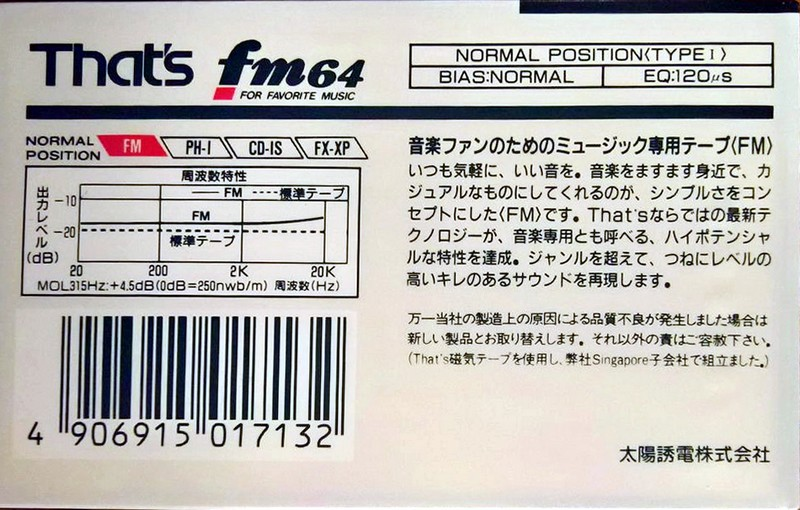 That's fm64
FOR FAVORITE MUSIC
NORMAL POSITION〈TYPE I〉
BIAS:NORMAL
EQ:120μs
NORMAL POSITION
FM
PH-I
CD-IS
FX-XP
周波数特性
FM
標準テープ
出力レベル(dB)
-10
-20
FM
標準テープ
20
200
2K
20K
MOL315Hz:+4.5dB(0dB=250nwb/m) 周波数(Hz)
音楽ファンのためのミュージック専用テープ〈FM〉
いつも気軽に、いい音を。音楽をますます身近で、カ
ジュアルなものにしてくれるのが、シンプルさをコン
セプトにした〈FM〉です。That'sならではの最新テ
クノロジーが、音楽専用とも呼べる、ハイポテンシャ
ルな特性を達成。ジャンルを超えて、つねにレベルの
高いキレのあるサウンドを再現します。
万一当社の製造上の原因による品質不良が発生しました場合は
新しい製品とお取り替えします。それ以外の責はご容赦下さい。
(That's磁気テープを使用し、弊社Singapore子会社で組立ました。)
4 906915 017132
太陽誘電株式会社